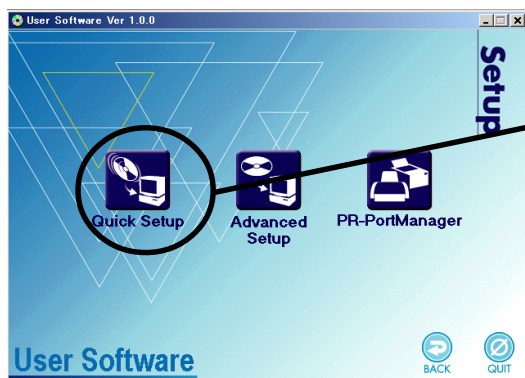 User Software Ver 1.0.0
Setup
Quick Setup
Advanced
Setup
PR-PortManager
User Software
BACK
QUIT